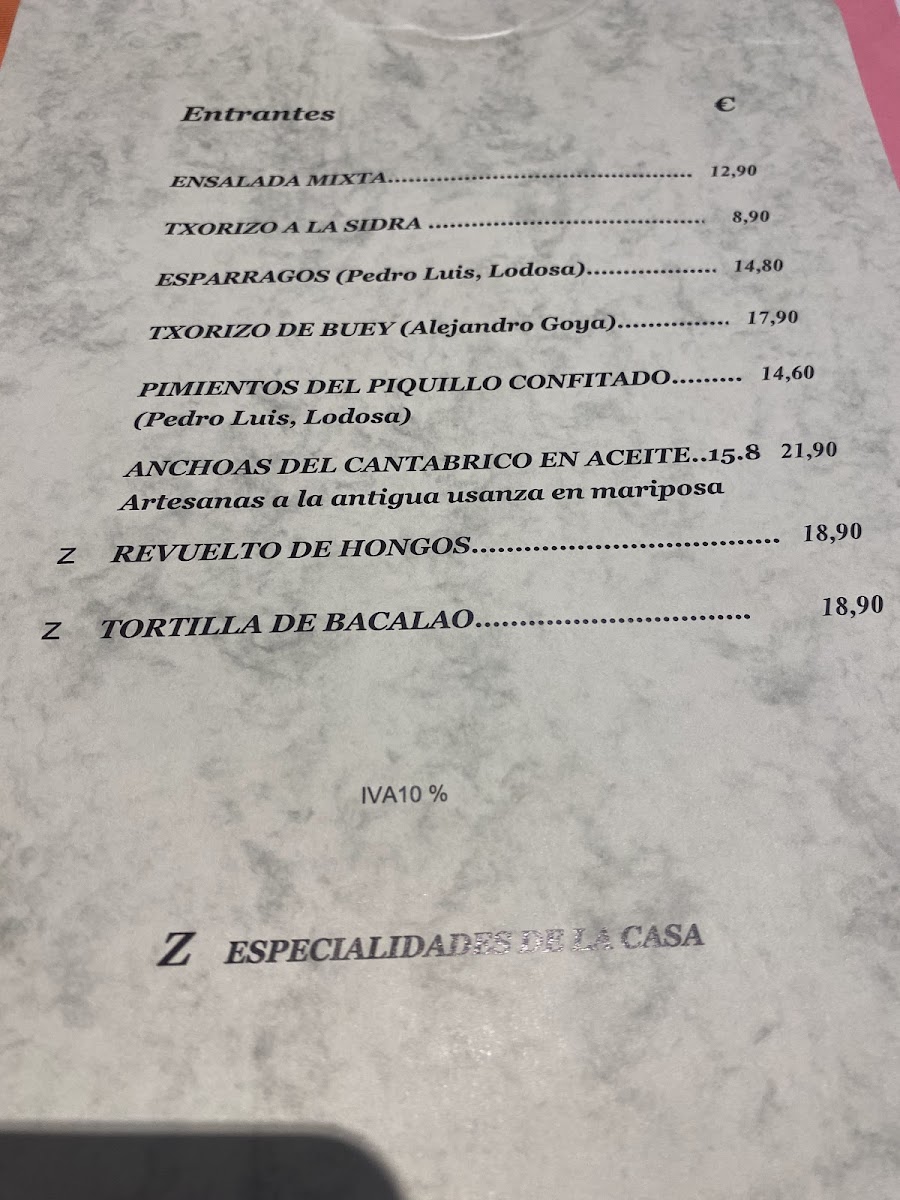 Entrantes €
ENSALADA MIXTA........................................... 12,90
TXORIZO A LA SIDRA ....................................... 8,90
ESPARRAGOS (Pedro Luis, Lodosa).................. 14,80
TXORIZO DE BUEY (Alejandro Goya)............... 17,90
PIMIENTOS DEL PIQUILLO CONFITADO......... 14,60
(Pedro Luis, Lodosa)
ANCHOAS DEL CANTABRICO EN ACEITE..15.8 21,90
Artesanas a la antigua usanza en mariposa
Z REVUELTO DE HONGOS.................................. 18,90
Z TORTILLA DE BACALAO.............................. 18,90
IVA10 %
Z ESPECIALIDADES DE LA CASA